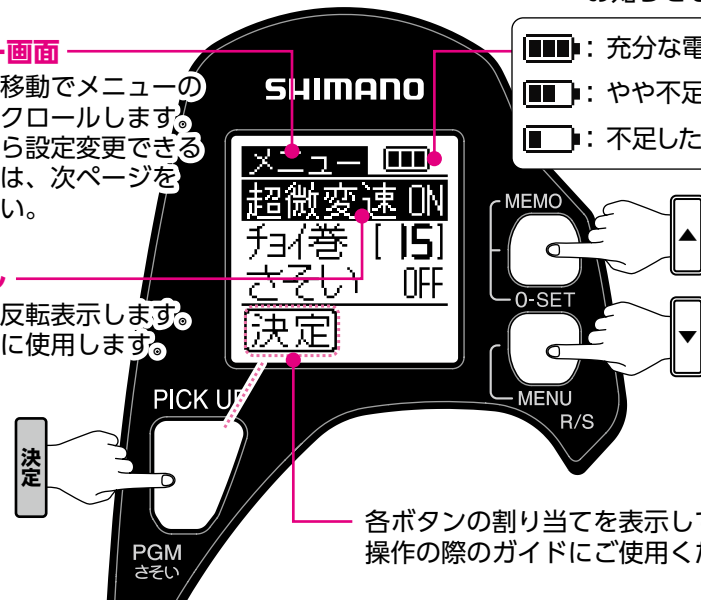 お知らせ
画面
移動でメニューの
クロールします。
ら設定変更できる
は、次ページを
い。
反転表示します。
に使用します。
SHIMANO
メニュー
超微変速 ON
チョイ巻 [15]
さそい OFF
決定
: 充分な電
: やや不足
: 不足した
MEMO
0-SET
MENU
R/S
▲
▼
PICK UP
決定
PGM
さそい
各ボタンの割り当てを表示して
操作の際のガイドにご使用くだ